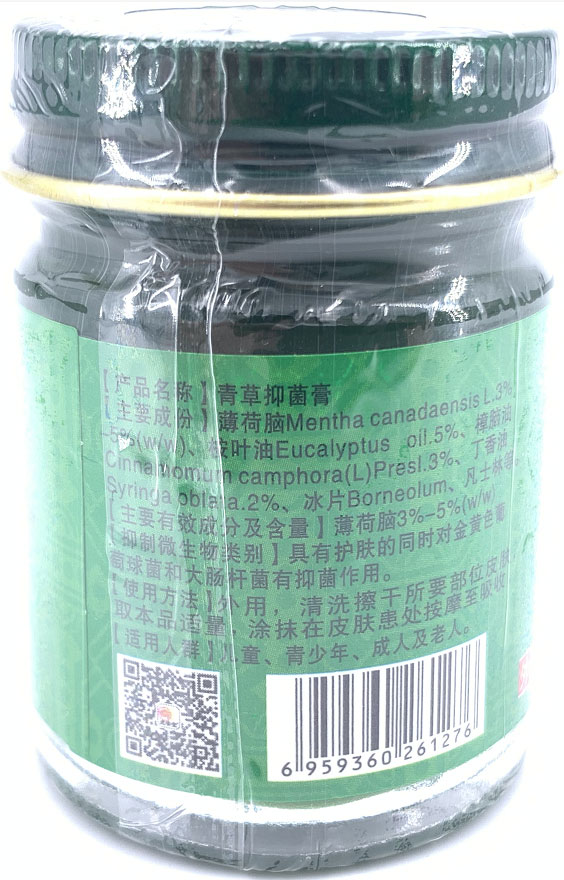 【产品名称】青草抑菌膏
【主要成份】薄荷脑Mentha canadaensis L.3%
-5%(w/w)、桉叶油Eucalyptus oil.5%、樟脑油
Cinnamomum camphora(L)Presl.3%、丁香油
Syringa oblata.2%、冰片Borneolum、凡士林等
【主要有效成分及含量】薄荷脑3%-5%(w/w)
【抑制微生物类别】具有护肤的同时对金黄色葡
萄球菌和大肠杆菌有抑菌作用。
【使用方法】外用，清洗擦干所要部位皮肤
取本品适量，涂抹在皮肤患处按摩至吸收
【适用人群】儿童、青少年、成人及老人。
6 959360 261276